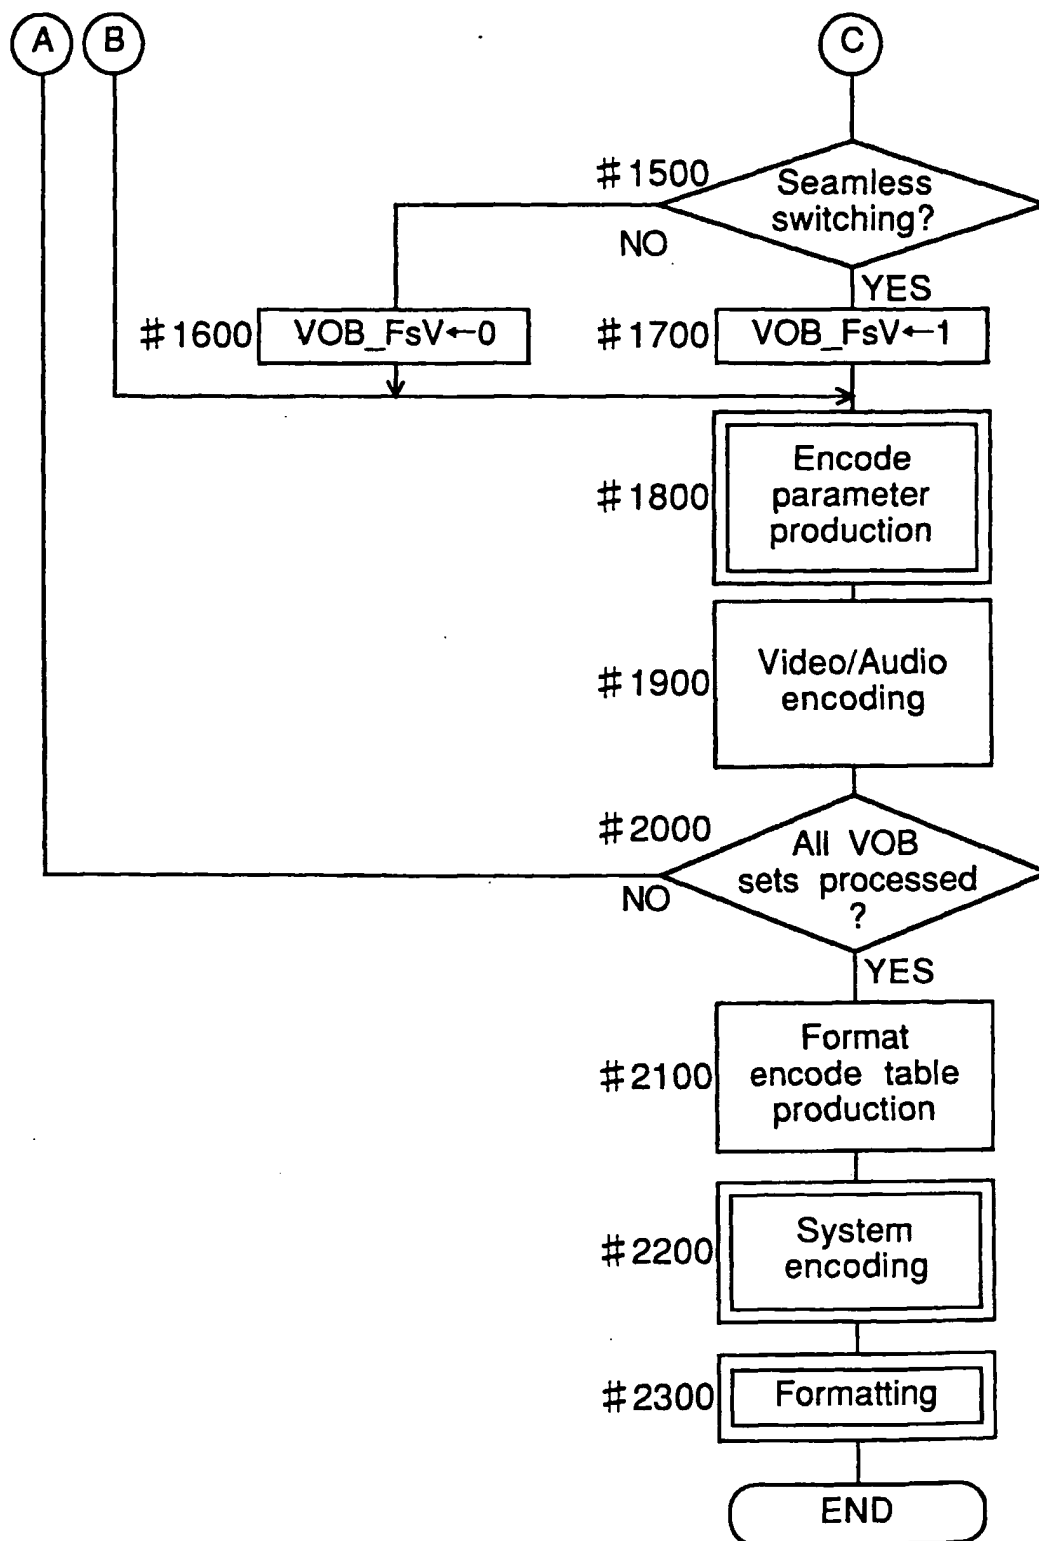 A B C
#1500
Seamless
switching?
NO
YES
#1600 VOB_FsV←0
#1700 VOB_FsV←1
#1800
Encode
parameter
production
#1900
Video/Audio
encoding
#2000
All VOB
sets processed
?
NO
YES
#2100
Format
encode table
production
#2200
System
encoding
#2300 Formatting
END